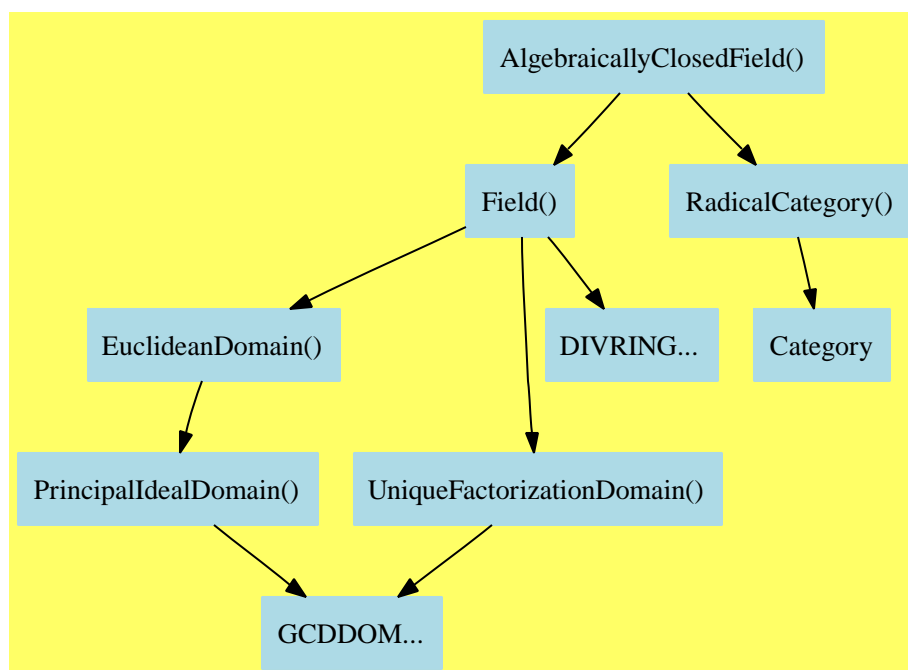 AlgebraicallyClosedField()
Field()
RadicalCategory()
EuclideanDomain()
DIVRING...
Category
PrincipalIdealDomain()
UniqueFactorizationDomain()
GCDDOM...